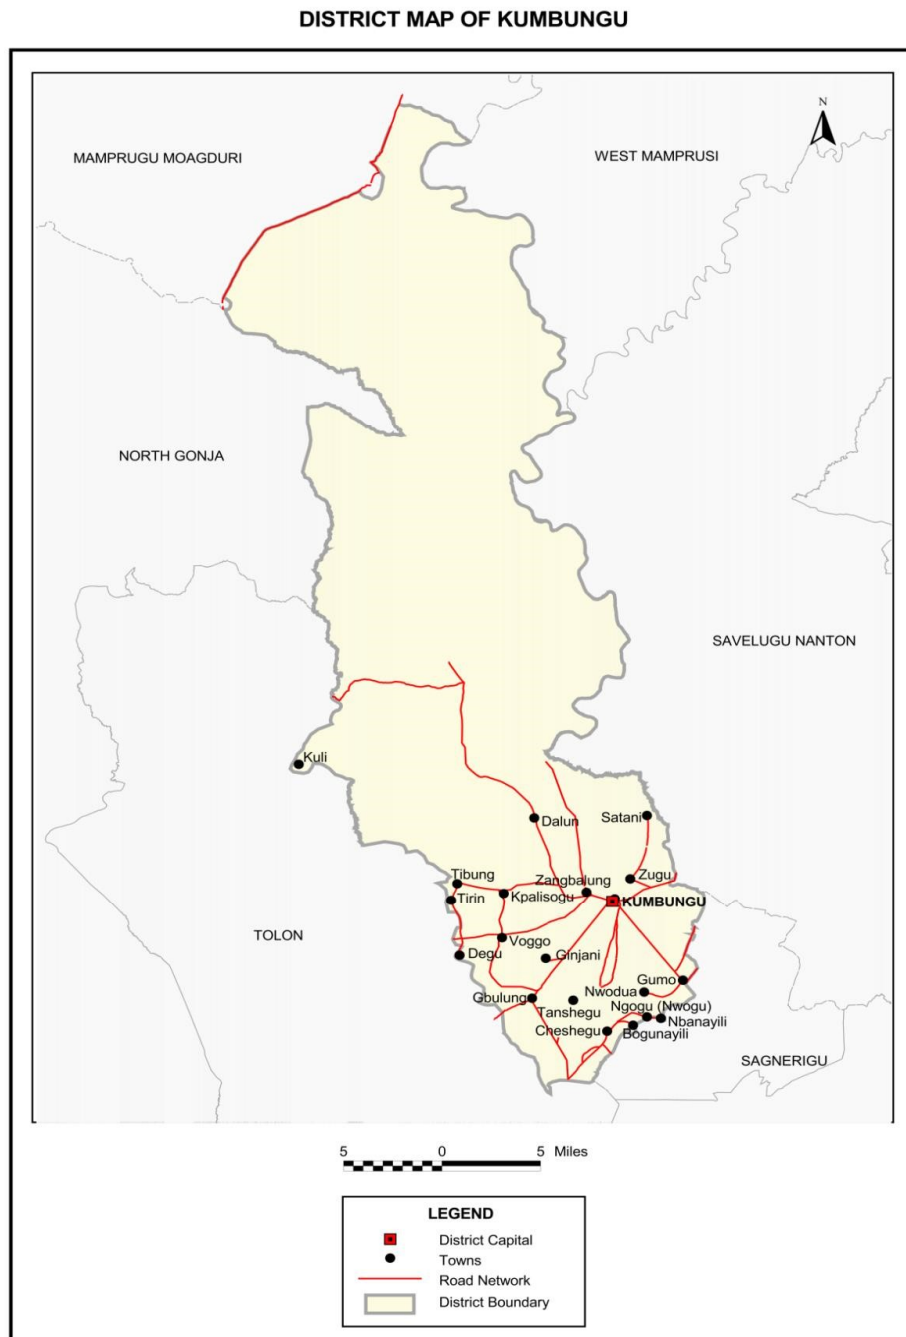 DISTRICT MAP OF KUMBUNGU
N
MAMPRUGU MOAGDURI
WEST MAMPRUSI
NORTH GONJA
SAVELUGU NANTON
Kuli
Dalun
Satani
Tibung
Zangbalung
Zugu
Tirin
Kpalisogu
KUMBUNGU
TOLON
Voggo
Degu
Ginjani
Gumo
Nwodua
Gbulung
Ngogu (Nwogu)
Tanshegu
Nbanayili
Cheshegu
Bogunayili
SAGNERIGU
5 0 5 Miles
LEGEND
District Capital
Towns
Road Network
District Boundary